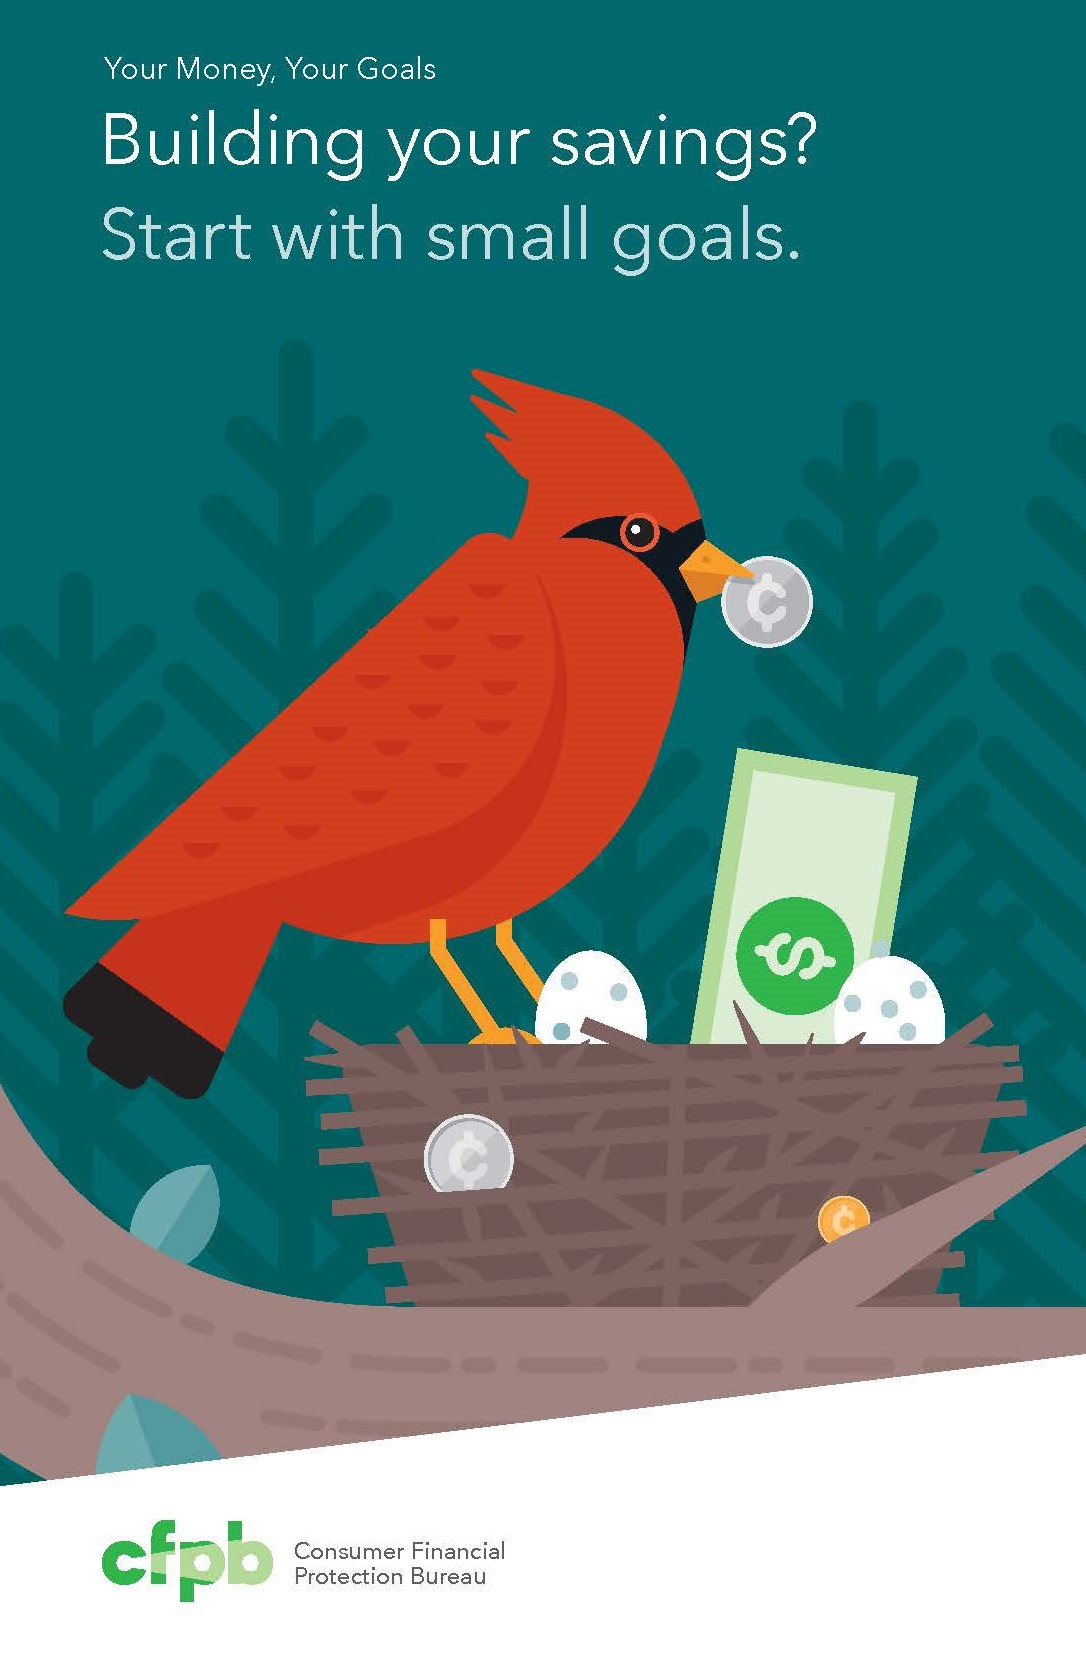 Your Money, Your Goals
Building your savings?
Start with small goals.
¢
$
¢
¢
cfpb
Consumer Financial
Protection Bureau